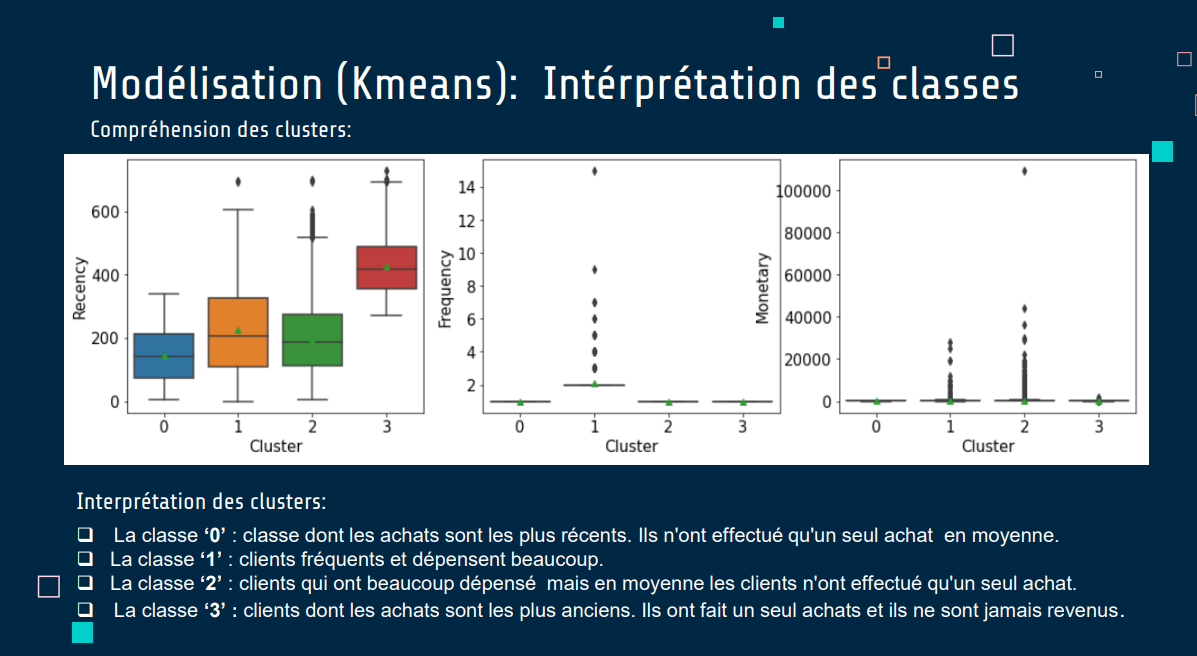 Modélisation (Kmeans): Intérprétation des classes
Compréhension des clusters:
600
400
200
0
Recency
0 1 2 3
Cluster
14
12
10
8
6
4
2
Frequency
0 1 2 3
Cluster
100000
80000
60000
40000
20000
0
Monetary
0 1 2 3
Cluster
Interprétation des clusters:
La classe ‘0’ : classe dont les achats sont les plus récents. Ils n'ont effectué qu'un seul achat en moyenne.
La classe ‘1’ : clients fréquents et dépensent beaucoup.
La classe ‘2’ : clients qui ont beaucoup dépensé mais en moyenne les clients n'ont effectué qu'un seul achat.
La classe ‘3’ : clients dont les achats sont les plus anciens. Ils ont fait un seul achats et ils ne sont jamais revenus.